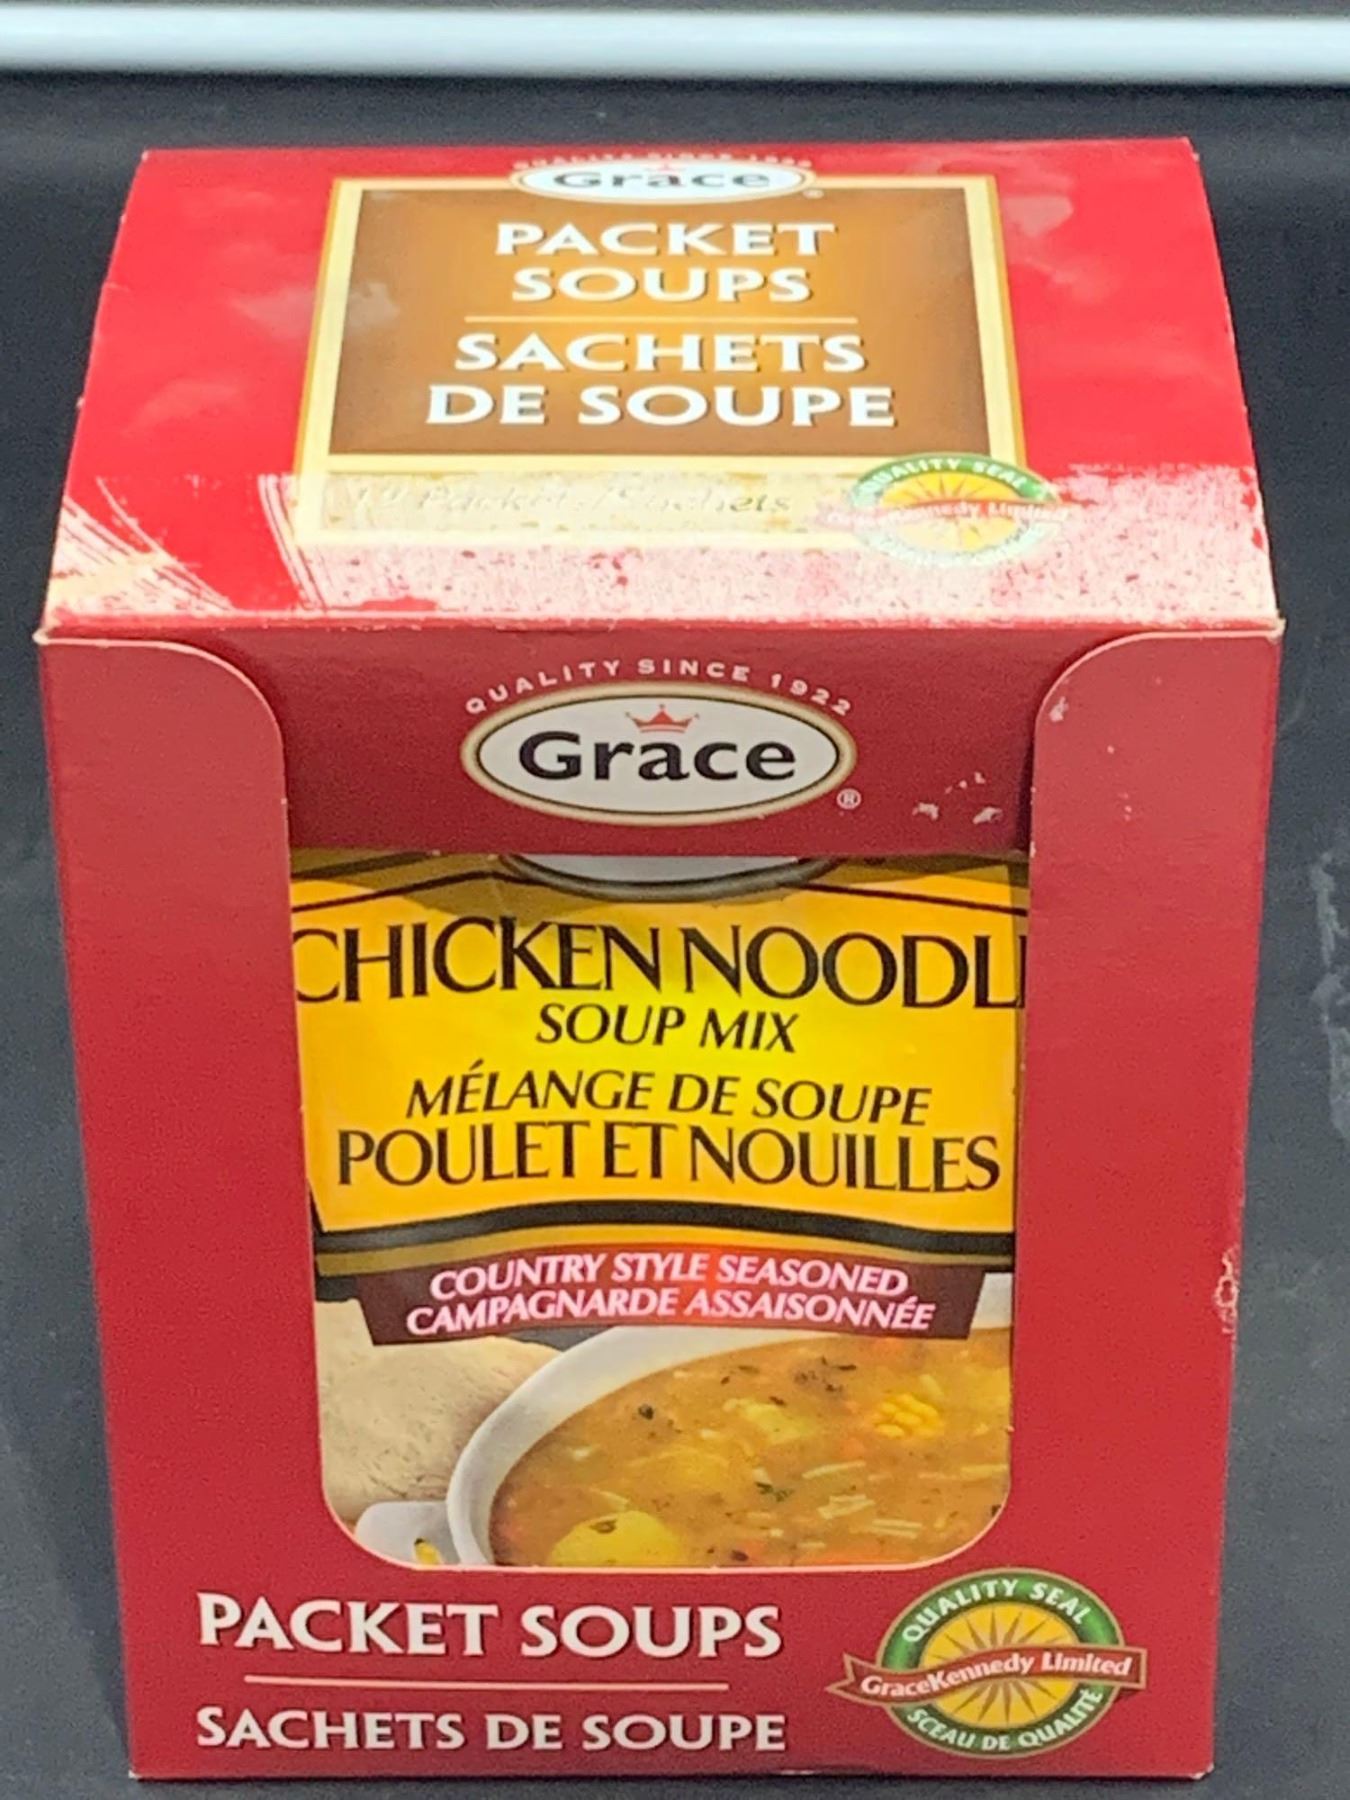 Grace
PACKET
SOUPS
SACHETS
DE SOUPE
Packets / Sachets
QUALITY SEAL
QUALITY SINCE 1922
Grace
®
CHICKEN NOODL
SOUP MIX
MÉLANGE DE SOUPE
POULET ET NOUILLES
COUNTRY STYLE SEASONED
CAMPAGNARDE ASSAISONNÉE
PACKET SOUPS
SACHETS DE SOUPE
QUALITY SEAL
GraceKennedy Limited
SCEAU DE QUALITÉ